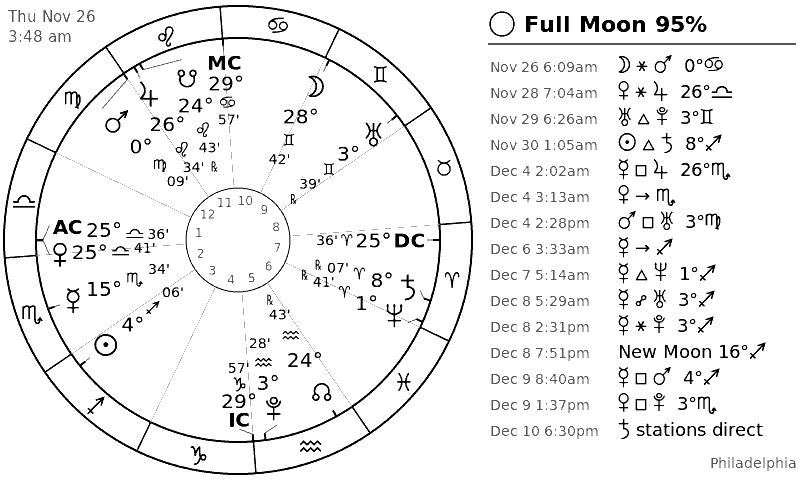 Thu Nov 26
3:48 am
Full Moon 95%
Nov 26 6:09am ☽ ⚹ ♂ 0°♋
Nov 28 7:04am ♀ ⚹ ♃ 26°♎
Nov 29 6:26am ♅ △ ♇ 3°♊
Nov 30 1:05am ☉ △ ♄ 8°♐
Dec 4 2:02am ☿ □ ♃ 26°♏
Dec 4 3:13am ♀ → ♏
Dec 4 2:28pm ♂ □ ♅ 3°♍
Dec 6 3:33am ☿ → ♐
Dec 7 5:14am ☿ △ ♆ 1°♐
Dec 8 5:29am ☿ ☍ ♅ 3°♐
Dec 8 2:31pm ☿ ⚹ ♇ 3°♐
Dec 8 7:51pm New Moon 16°♐
Dec 9 8:40am ☿ □ ♂ 4°♐
Dec 9 1:37pm ♀ □ ♇ 3°♏
Dec 10 6:30pm ♄ stations direct
Philadelphia
MC
29°
♋
57'
☋ 24° ♌ 43' ℞
♃ 26° ♌ 34' ℞
♂ 0° ♍ 09'
☽ 28° ♊ 42'
♅ 3° ♊ 39' ℞
AC 25° ♎ 36'
♀ 25° ♎ 41'
☿ 15° ♏ 34'
☉ 4° ♐ 06'
36' ♈ 25° DC
℞ 07' ♈ 8° ♄
℞ 41' ♈ 1° ♆
℞ 43' ♒ 24° ☊
28' ♒ 3° ♇
57' ♑ 29° IC
1
2
3
4
5
6
7
8
9
10
11
12
♋
♊
♉
♈
♓
♒
♑
♐
♏
♎
♍
♌